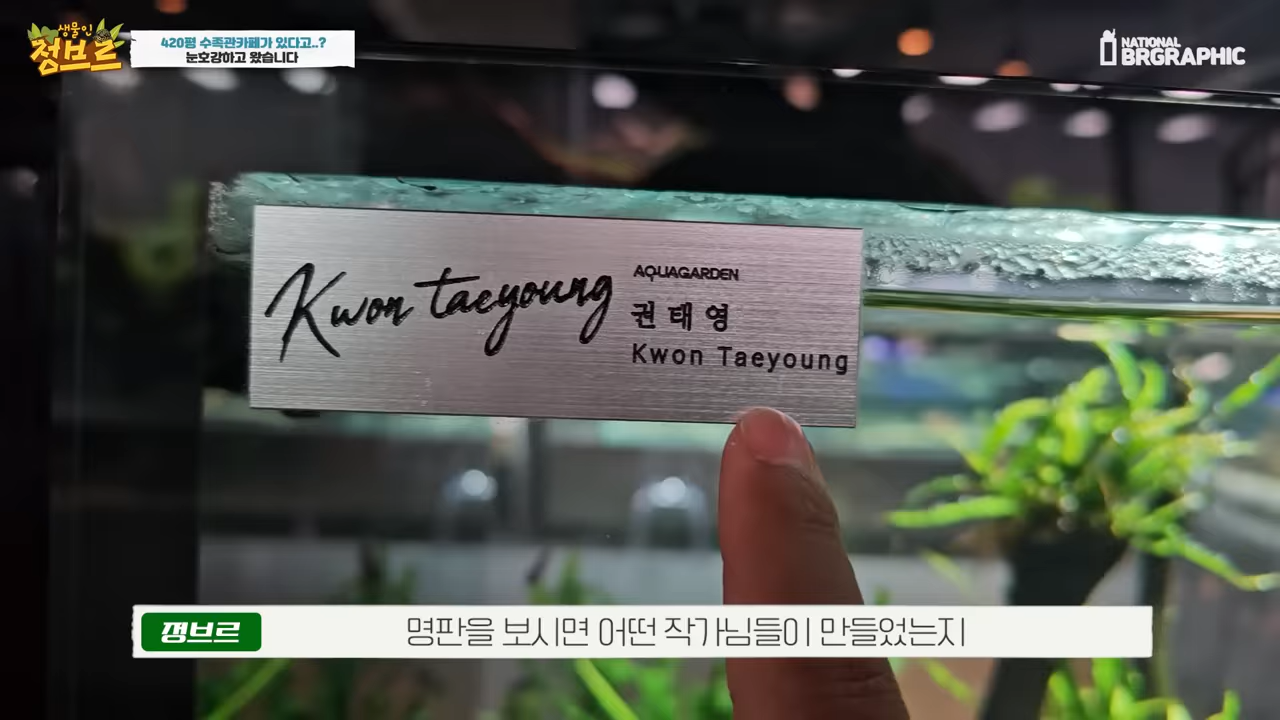 생물인
점브르
420평 수족관카페가 있다고..?
눈호강하고 왔습니다
NATIONAL
BRGRAPHIC
Kwon taeyoung
AQUAGARDEN
권태영
Kwon Taeyoung
쩜브르 명판을 보시면 어떤 작가님들이 만들었는지